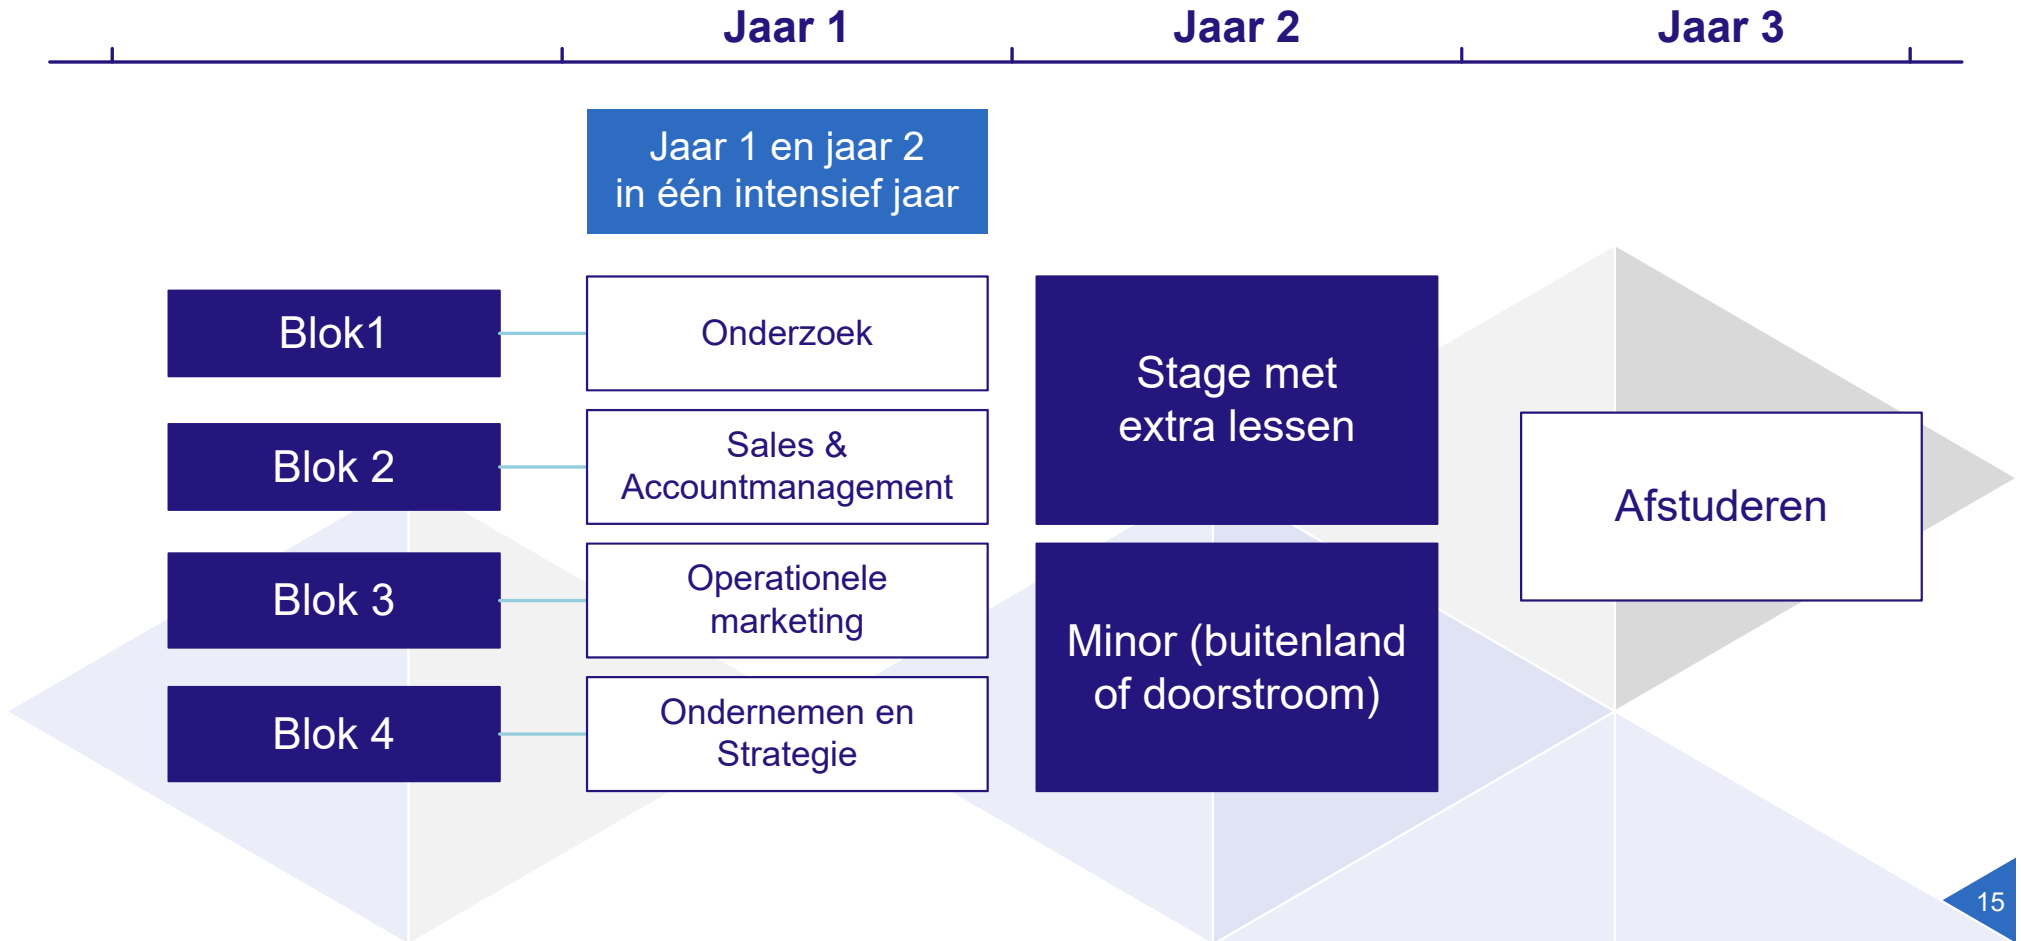 Jaar 1
Jaar 2
Jaar 3
Jaar 1 en jaar 2
in één intensief jaar
Blok1
Onderzoek
Blok 2
Sales &
Accountmanagement
Blok 3
Operationele
marketing
Blok 4
Ondernemen en
Strategie
Stage met
extra lessen
Minor (buitenland
of doorstroom)
Afstuderen
15